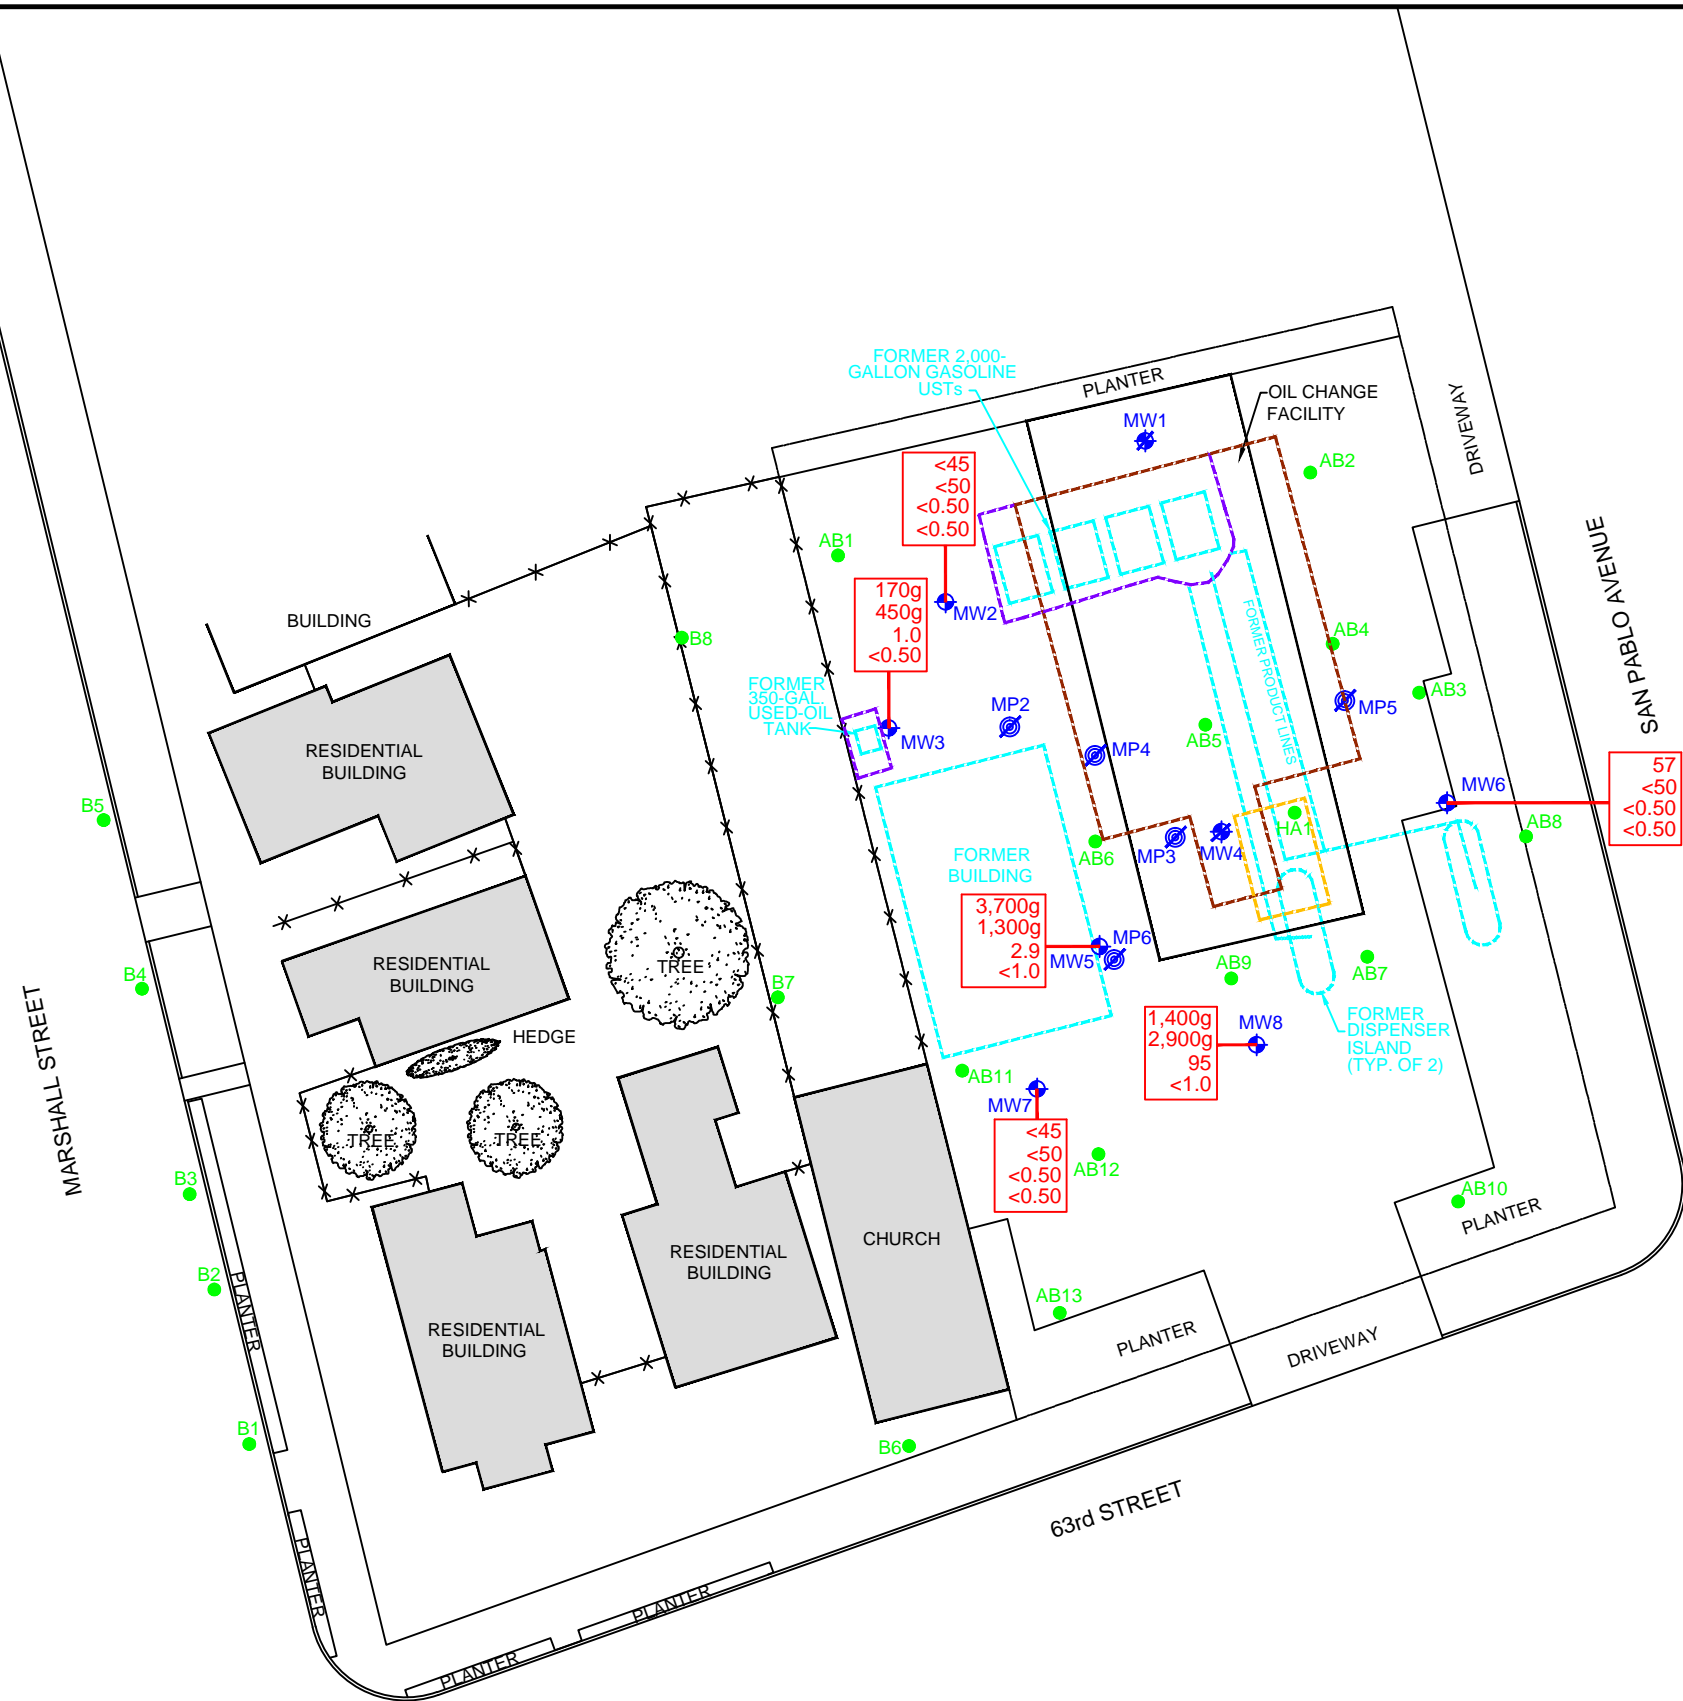 FORMER 2,000-
GALLON GASOLINE
USTs
PLANTER
OIL CHANGE
FACILITY
DRIVEWAY
MW1
AB2
<45
<50
<0.50
<0.50
AB1
MW2
170g
450g
1.0
<0.50
BUILDING
B8
FORMER PRODUCT LINES
AB4
SAN PABLO AVENUE
FORMER
350-GAL.
USED-OIL
TANK
MW3
MP2
MP4
AB5
MP5
AB3
RESIDENTIAL
BUILDING
B5
MW6
57
<50
<0.50
<0.50
AB8
HA1
MP3
MW4
AB6
FORMER
BUILDING
3,700g
1,300g
2.9
<1.0
MP6
MW5
AB9
AB7
B4
RESIDENTIAL
BUILDING
TREE
B7
HEDGE
1,400g
2,900g
95
<1.0
MW8
FORMER
DISPENSER
ISLAND
(TYP. OF 2)
MARSHALL STREET
AB11
MW7
<45
<50
<0.50
<0.50
AB12
TREE
TREE
B3
AB10
PLANTER
CHURCH
RESIDENTIAL
BUILDING
B2
PLANTER
AB13
PLANTER
DRIVEWAY
RESIDENTIAL
BUILDING
B1
B6
63rd STREET
PLANTER
PLANTER
PLANTER